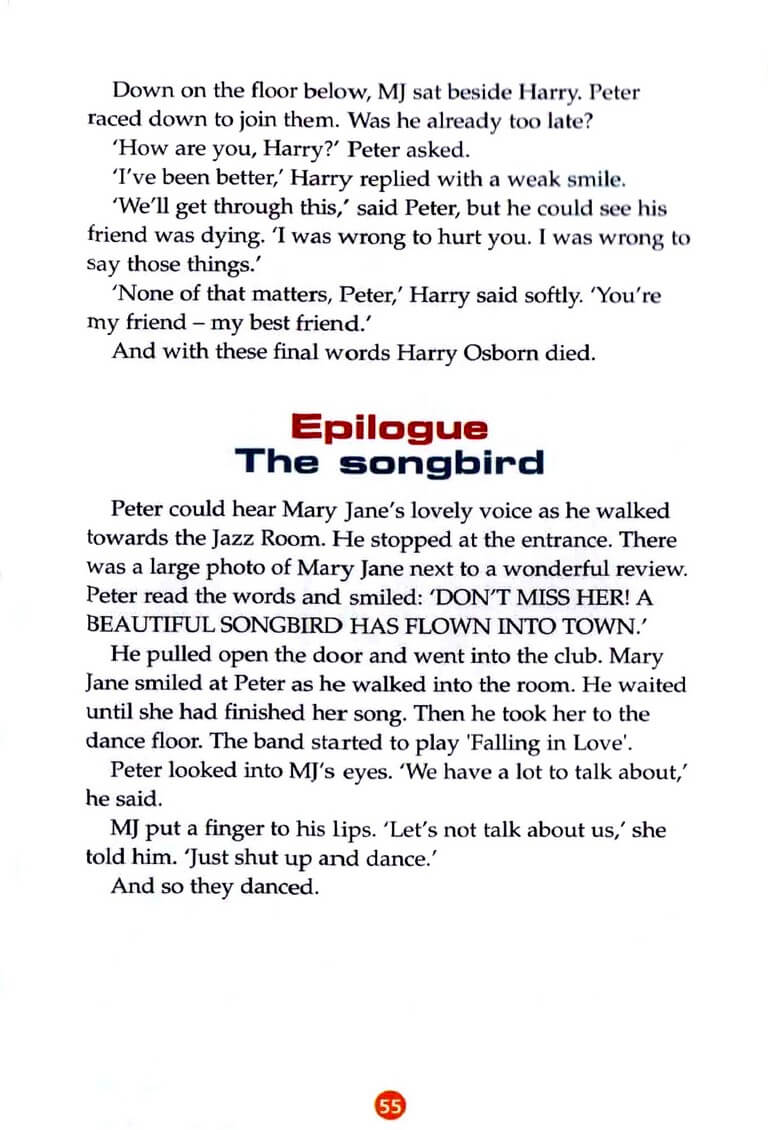 Down on the floor below, MJ sat beside Harry. Peter
raced down to join them. Was he already too late?
‘How are you, Harry?’ Peter asked.
‘I’ve been better,’ Harry replied with a weak smile.
‘We’ll get through this,’ said Peter, but he could see his
friend was dying. ‘I was wrong to hurt you. I was wrong to
say those things.’
‘None of that matters, Peter,’ Harry said softly. ‘You’re
my friend – my best friend.’
And with these final words Harry Osborn died.
Epilogue
The songbird
Peter could hear Mary Jane’s lovely voice as he walked
towards the Jazz Room. He stopped at the entrance. There
was a large photo of Mary Jane next to a wonderful review.
Peter read the words and smiled: ‘DON’T MISS HER! A
BEAUTIFUL SONGBIRD HAS FLOWN INTO TOWN.’
He pulled open the door and went into the club. Mary
Jane smiled at Peter as he walked into the room. He waited
until she had finished her song. Then he took her to the
dance floor. The band started to play 'Falling in Love'.
Peter looked into MJ’s eyes. ‘We have a lot to talk about,’
he said.
MJ put a finger to his lips. ‘Let’s not talk about us,’ she
told him. ‘Just shut up and dance.’
And so they danced.
55